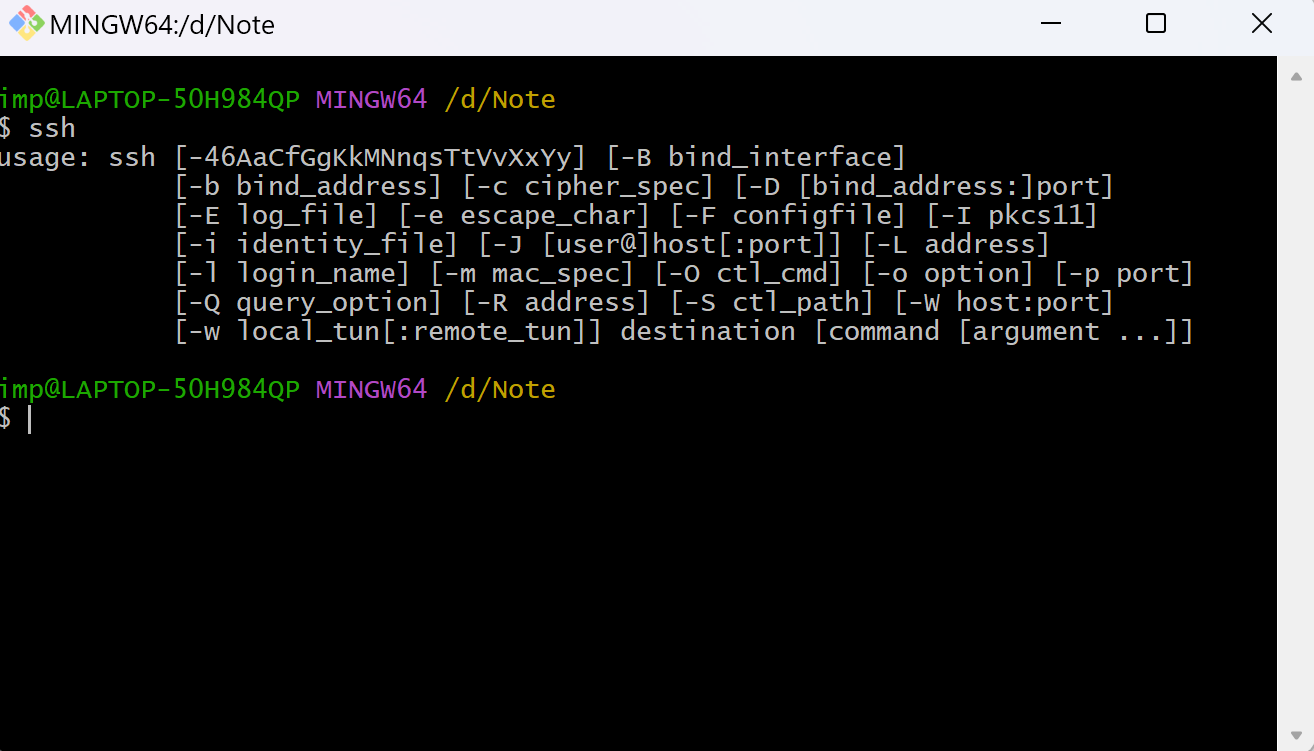 MINGW64:/d/Note
imp@LAPTOP-5OH984QP MINGW64 /d/Note
$ ssh
usage: ssh [-46AaCfGgKkMNnqsTtVvXxYy] [-B bind_interface]
           [-b bind_address] [-c cipher_spec] [-D [bind_address:]port]
           [-E log_file] [-e escape_char] [-F configfile] [-I pkcs11]
           [-i identity_file] [-J [user@]host[:port]] [-L address]
           [-l login_name] [-m mac_spec] [-O ctl_cmd] [-o option] [-p port]
           [-Q query_option] [-R address] [-S ctl_path] [-W host:port]
           [-w local_tun[:remote_tun]] destination [command [argument ...]]
imp@LAPTOP-5OH984QP MINGW64 /d/Note
$